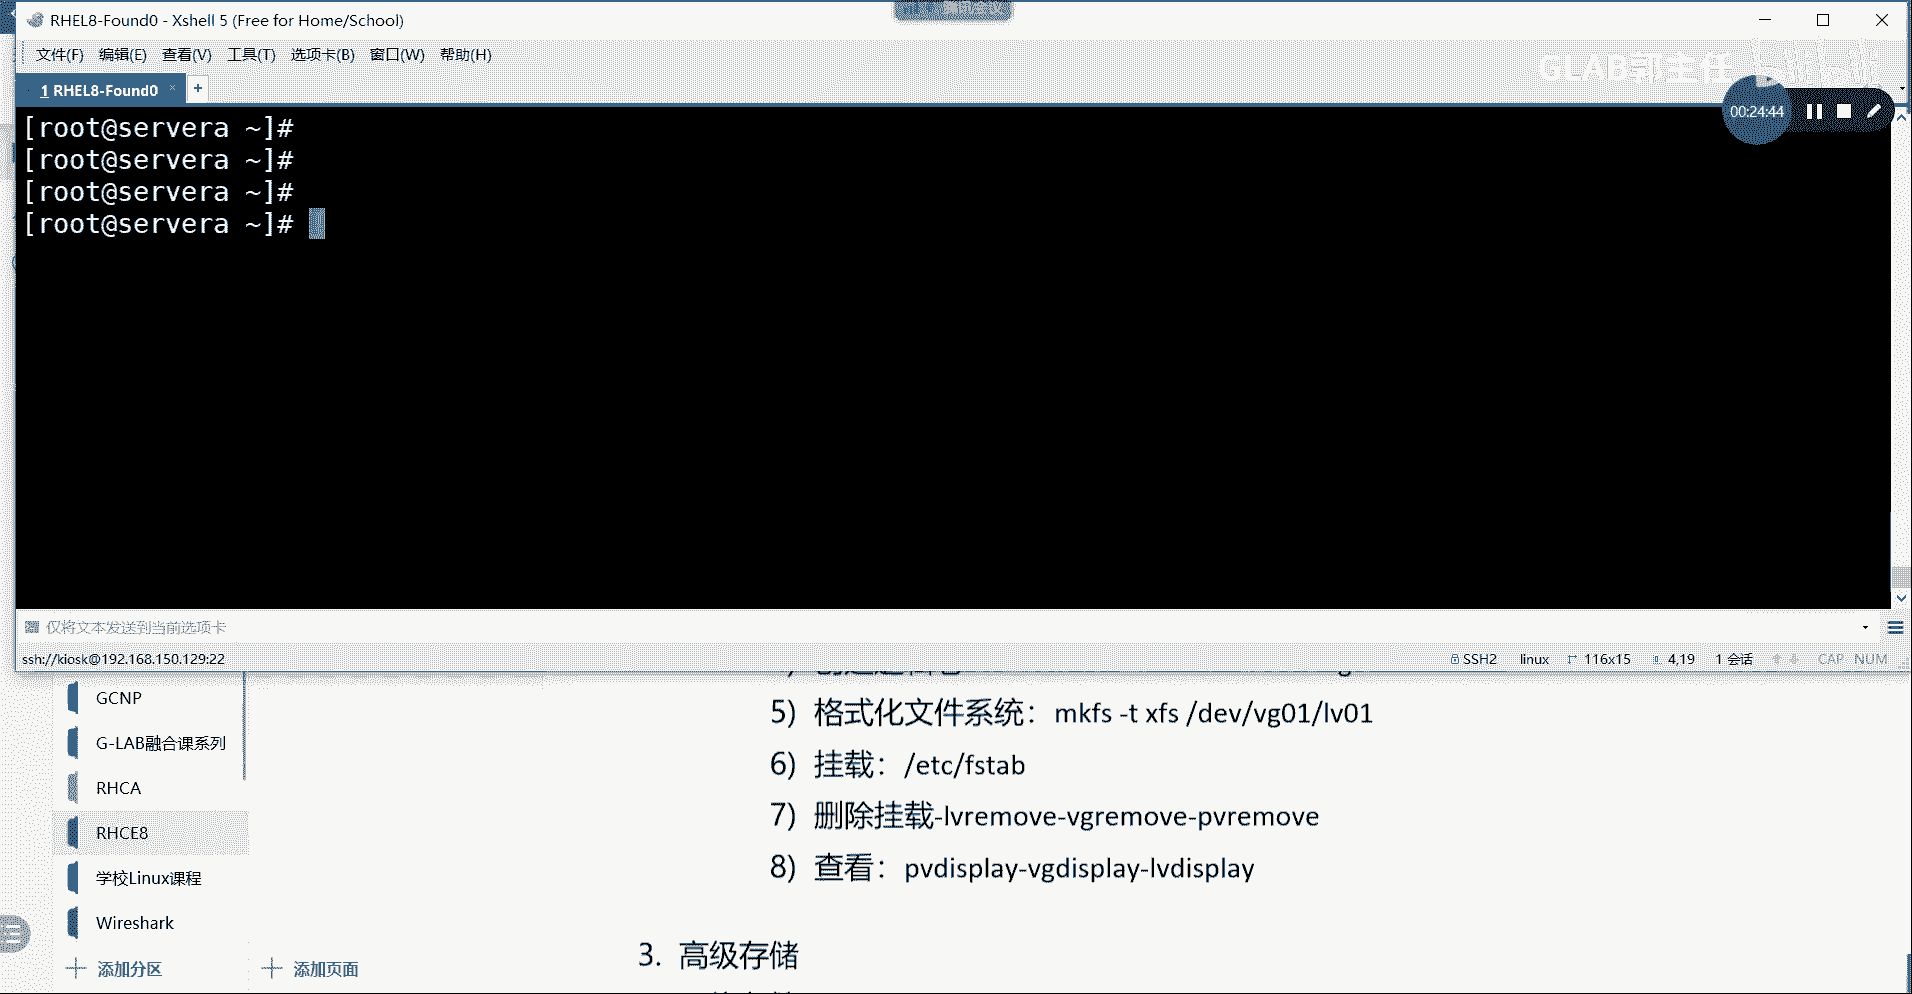 腾讯会议
RHEL8-Found0 - Xshell 5 (Free for Home/School)
文件(F) 编辑(E) 查看(V) 工具(T) 选项卡(B) 窗口(W) 帮助(H)
GLAB郭主任 bilibili
1 RHEL8-Found0 × +
00:24:44
[root@servera ~]#
[root@servera ~]#
[root@servera ~]#
[root@servera ~]#
仅将文本发送到当前选项卡
ssh://kiosk@192.168.150.129:22 SSH2 linux 116x15 4,19 1 会话 CAP NUM
GCNP
G-LAB融合课系列
RHCA
RHCE8
学校Linux课程
Wireshark
添加分区 添加页面
5) 格式化文件系统：mkfs -t xfs /dev/vg01/lv01
6) 挂载：/etc/fstab
7) 删除挂载-lvremove-vgremove-pvremove
8) 查看：pvdisplay-vgdisplay-lvdisplay
3. 高级存储